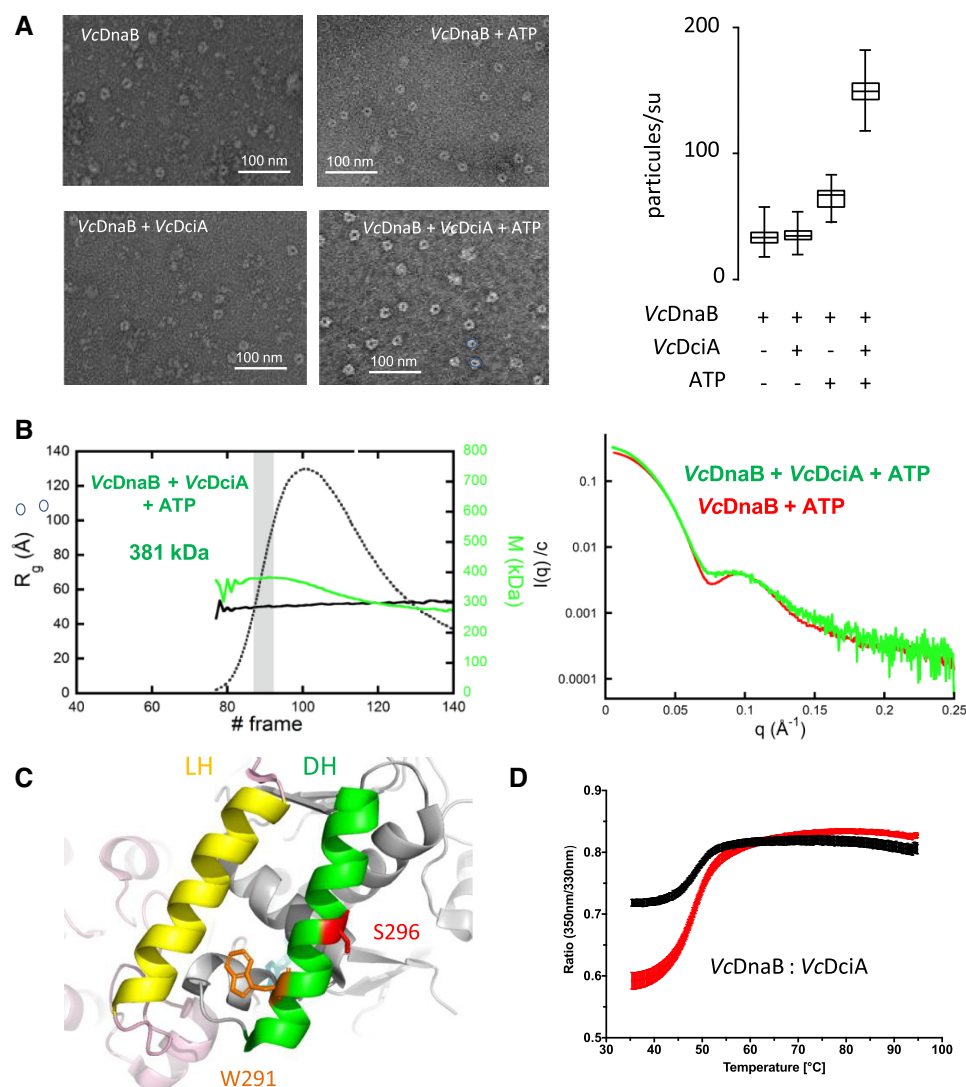 A
VcDnaB
100 nm
VcDnaB + ATP
100 nm
VcDnaB + VcDciA
100 nm
VcDnaB + VcDciA + ATP
100 nm
particules/su
200
100
0
VcDnaB + + + +
VcDciA - + - +
ATP - - + +
B
140
120
100
80
60
40
20
0
Rg (Å)
VcDnaB + VcDciA
+ ATP
381 kDa
800
700
600
500
400
300
200
100
0
M (kDa)
40 60 80 100 120 140
# frame
I(q) /c
0.1
0.01
0.001
0.0001
VcDnaB + VcDciA + ATP
VcDnaB + ATP
0 0.05 0.1 0.15 0.2 0.25
q (Å-1)
C
LH
DH
S296
W291
D
Ratio (350nm/330nm)
0.9
0.8
0.7
0.6
0.5
VcDnaB : VcDciA
30 40 50 60 70 80 90 100
Temperature [°C]